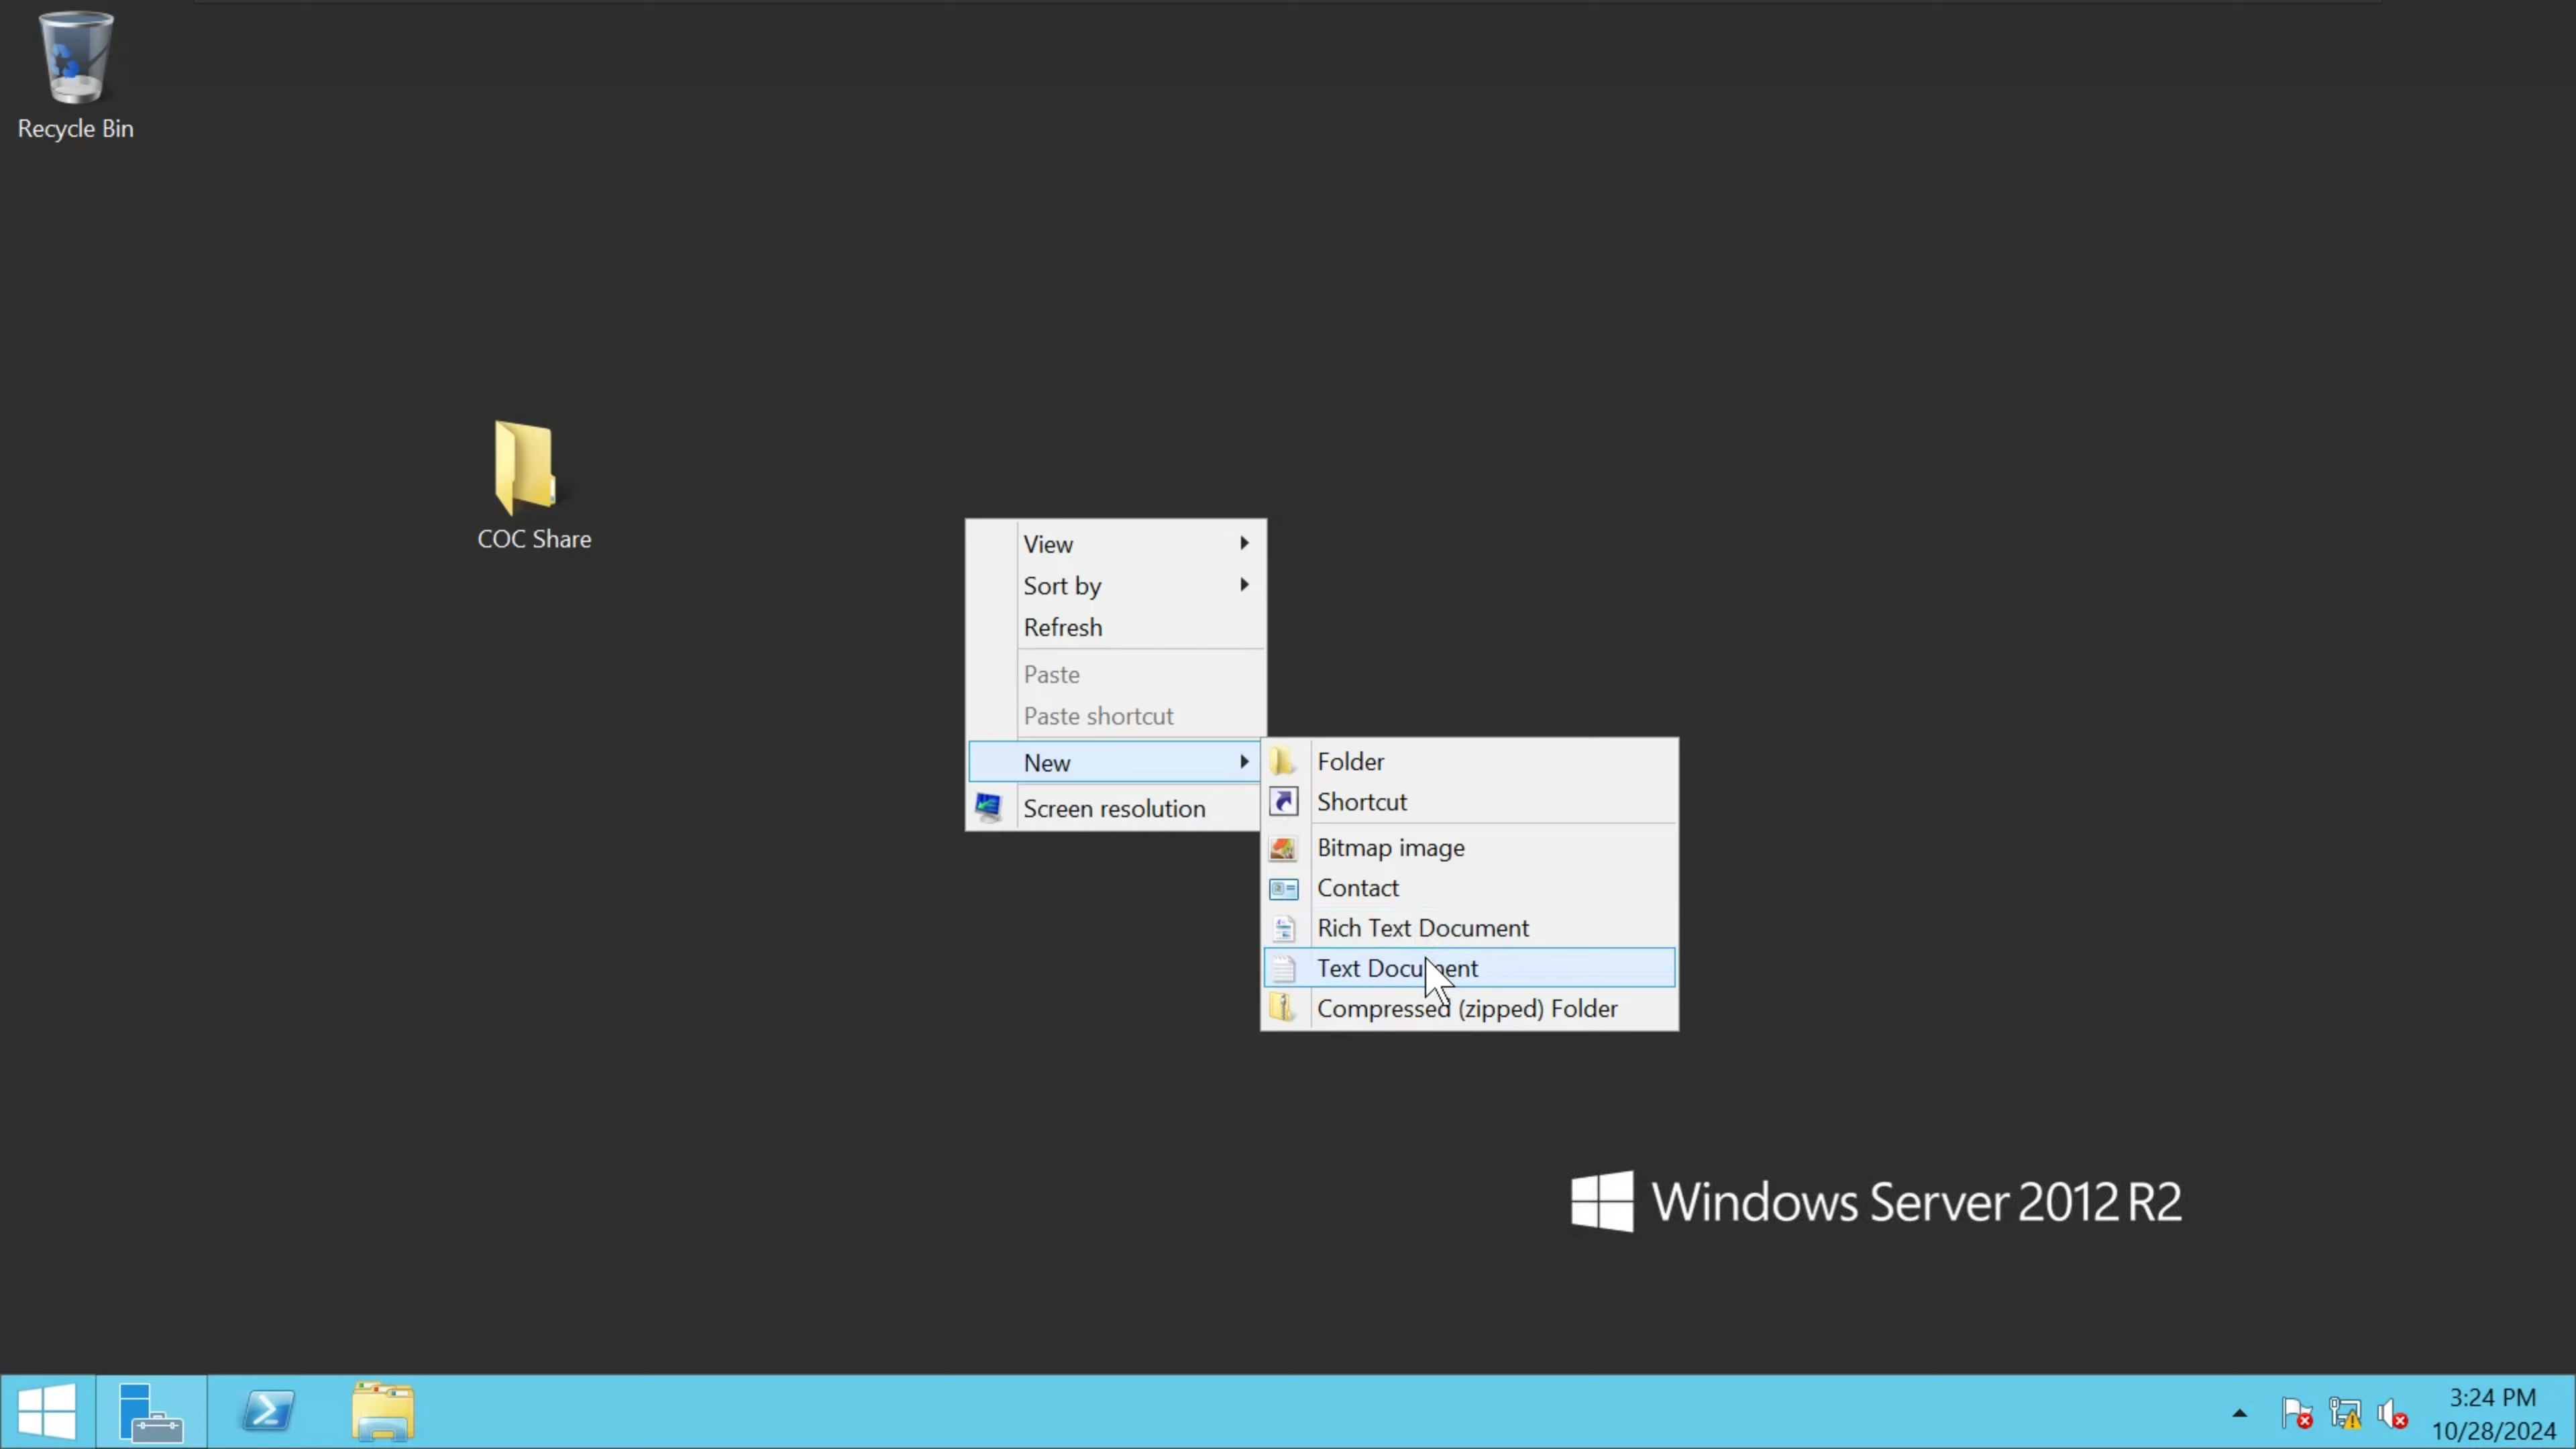 Recycle Bin
COC Share
View
Sort by
Refresh
Paste
Paste shortcut
New
Screen resolution
Folder
Shortcut
Bitmap image
Contact
Rich Text Document
Text Document
Compressed (zipped) Folder
Windows Server 2012 R2
3:24 PM
10/28/2024